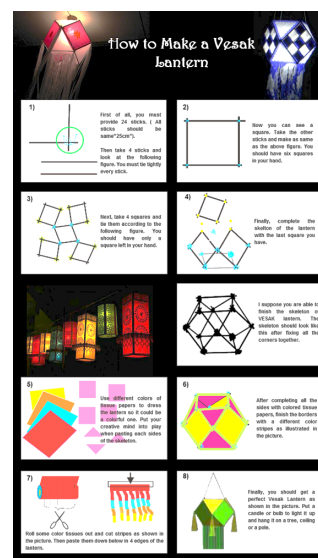 How to Make a Vesak
Lantern
1)
First of all, you must
provide 24 sticks. ( All
sticks should be
same"25cm").
Then take 4 sticks and
look at the following
figure. You must tie tightly
every stick.
2)
Now you can see a
square. Take the other
sticks and make as same
as the above figure. You
should have six squares
in your hand.
3)
Next, take 4 squares and
tie them according to the
following figure. You
should have only a
square left in your hand.
4)
Finally, complete the
skelton of the lantern
with the last square you
have.
I suppose you are able to
finish the skeleton of
VESAK lantern. The
skeleton should look like
this after fixing all the
corners together.
5)
Use different colors of
tissue papers to dress
the lantern so it could be
a colorful one. Put your
creative mind into play
when pasting each sides
of the skeleton.
6)
After completing all the
sides with colored tissue
papers, finish the borders
with a different color
stripes as illustrated in
the picture.
7)
Roll some color tissues out and cut stripes as shown in
the picture. Then paste them down below in 4 edges of the
lantern.
8)
Finally, you should get a
perfect Vesak Lantern as
shown in the picture. Put a
candle or bulb to light it up
and hang it on a tree, ceiling
or a pole.